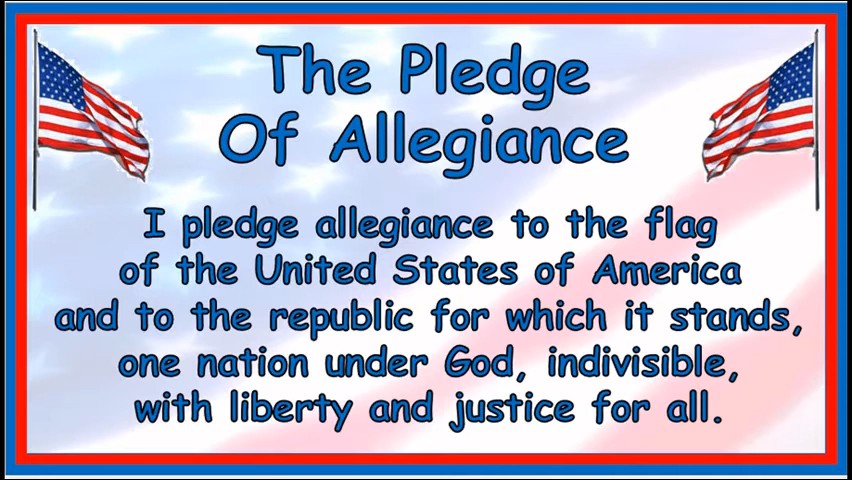 The Pledge
Of Allegiance
I pledge allegiance to the flag
of the United States of America
and to the republic for which it stands,
one nation under God, indivisible,
with liberty and justice for all.